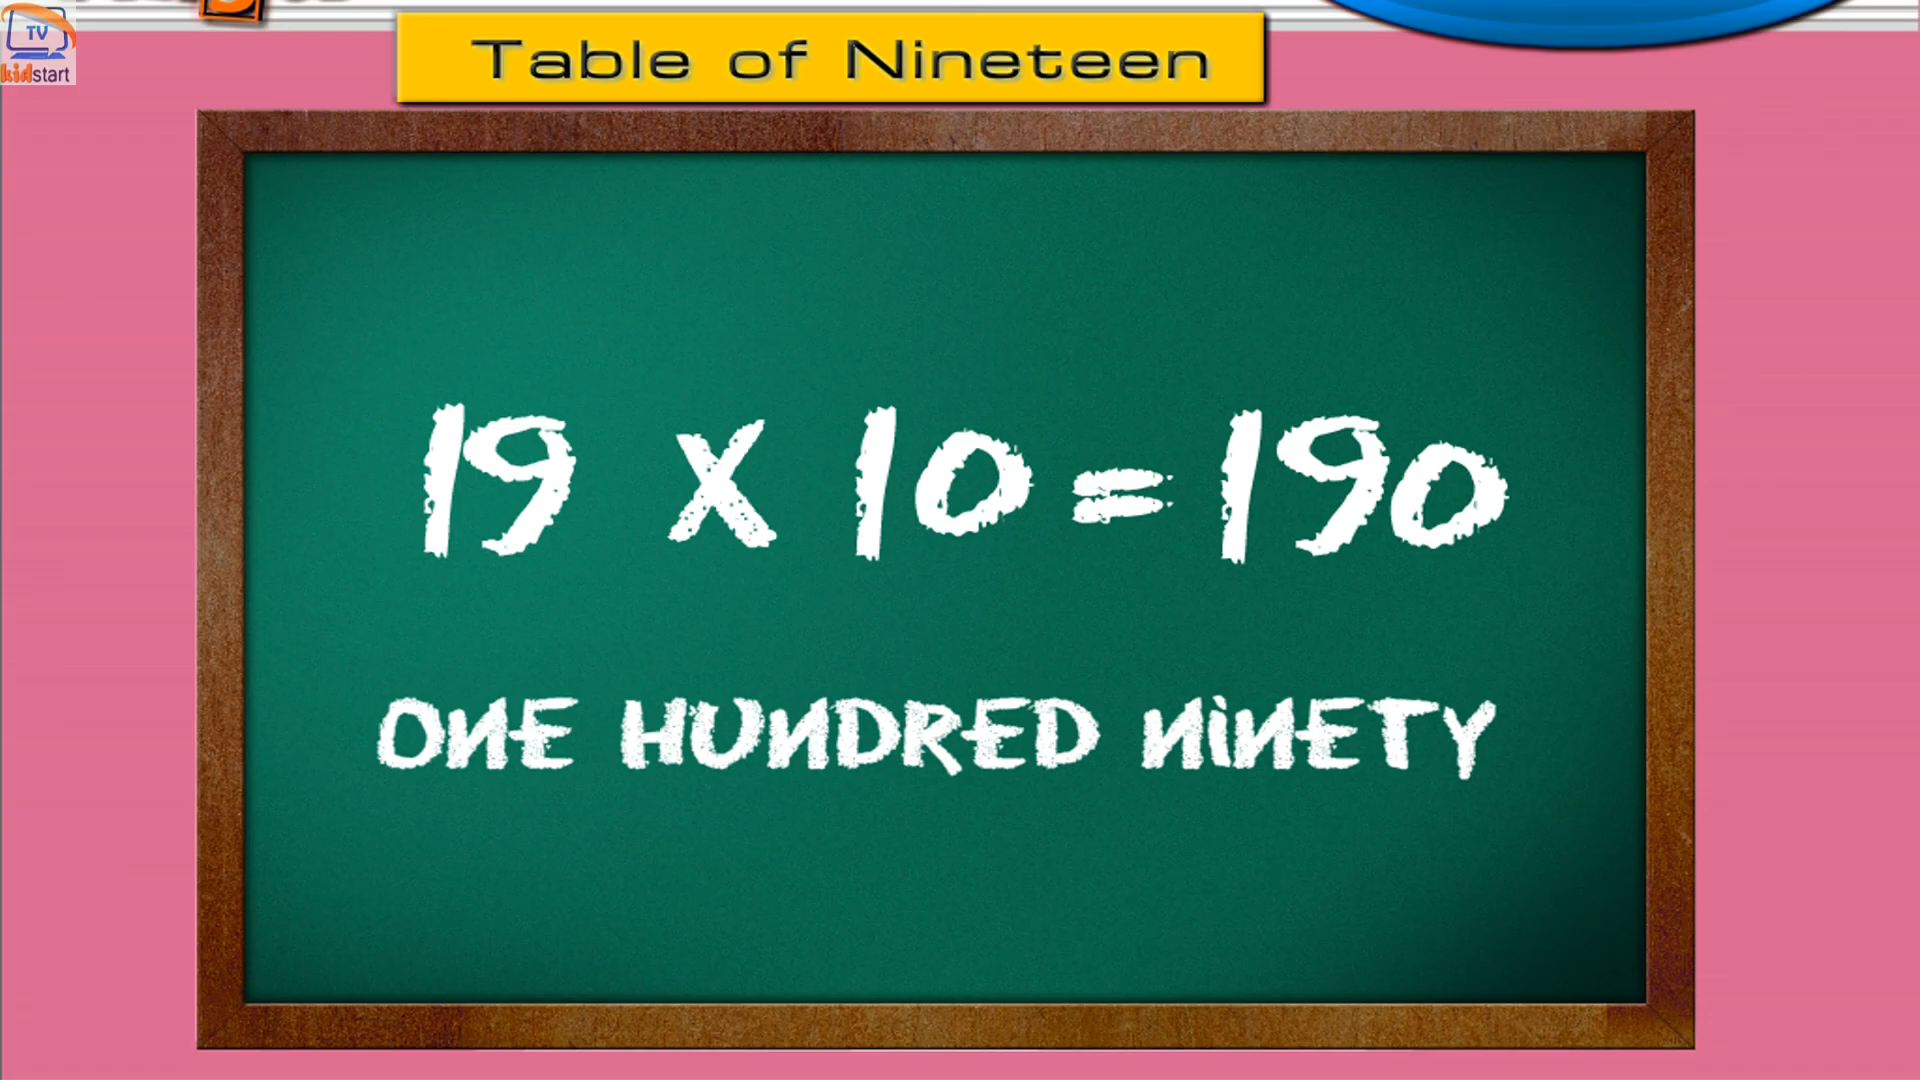 TV
kidstart
Table of Nineteen
19 x 10 = 190
ONE HUNDRED NINETY